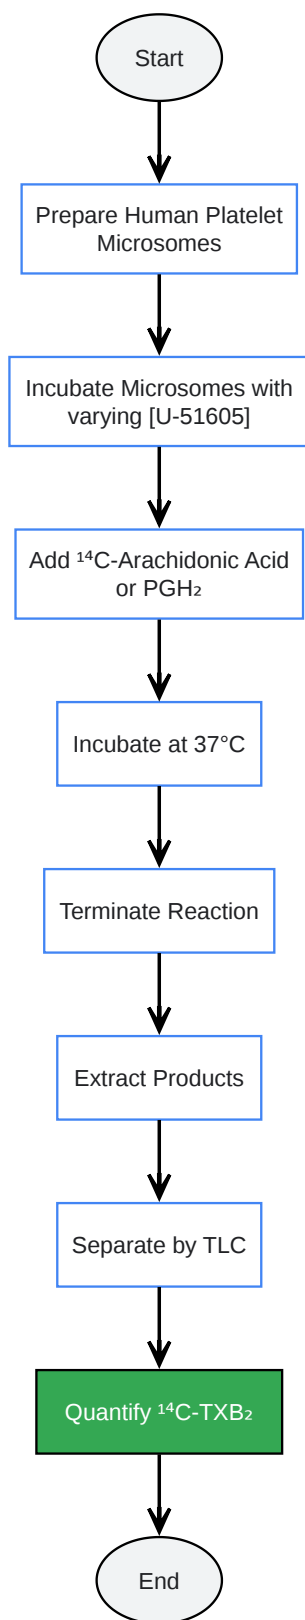 Start
Prepare Human Platelet
Microsomes
Incubate Microsomes with
varying [U-51605]
Add ¹⁴C-Arachidonic Acid
or PGH₂
Incubate at 37°C
Terminate Reaction
Extract Products
Separate by TLC
Quantify ¹⁴C-TXB₂
End